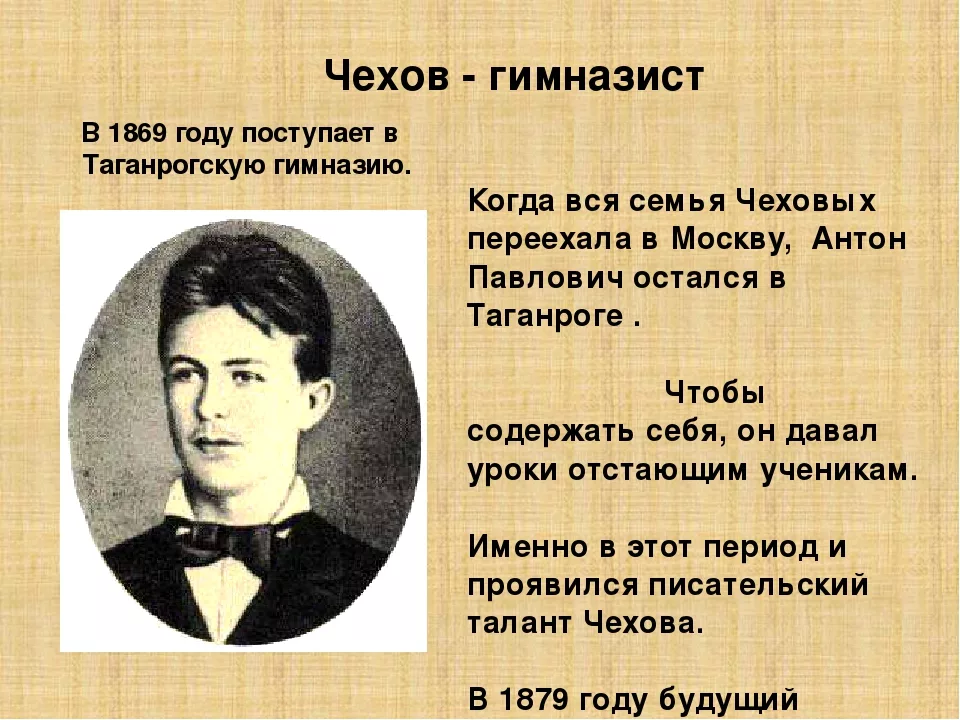 Чехов - гимназист
В 1869 году поступает в
Таганрогскую гимназию.
Когда вся семья Чеховых
переехала в Москву,  Антон
Павлович остался в
Таганроге .
Чтобы
содержать себя, он давал
уроки отстающим ученикам.
Именно в этот период и
проявился писательский
талант Чехова.
В 1879 году будущий